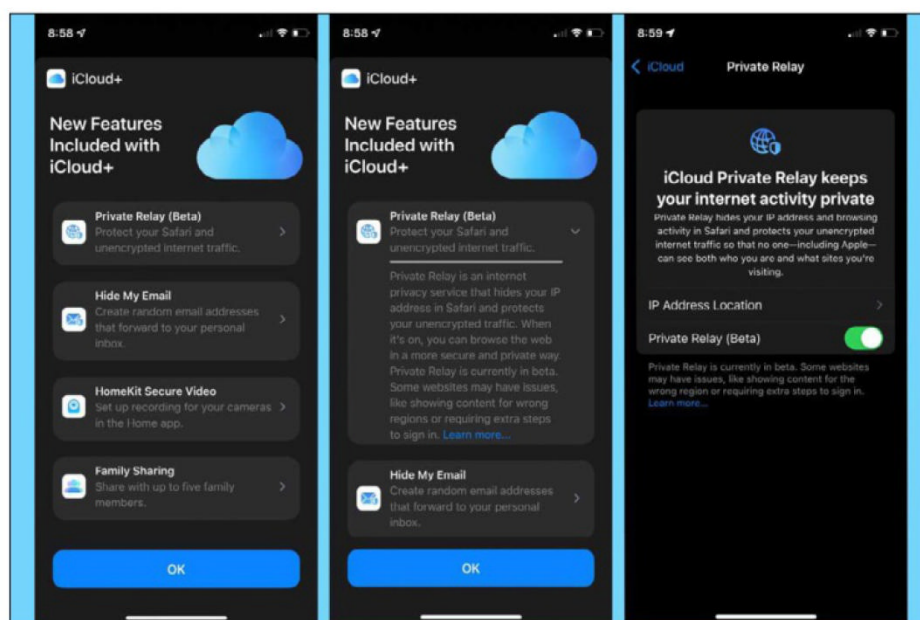 8:58
iCloud+
New Features
Included with
iCloud+
Private Relay (Beta)
Protect your Safari and
unencrypted internet traffic.
Hide My Email
Create random email addresses
that forward to your personal
inbox.
HomeKit Secure Video
Set up recording for your cameras
in the Home app.
Family Sharing
Share with up to five family
members.
OK
8:58
iCloud+
New Features
Included with
iCloud+
Private Relay (Beta)
Protect your Safari and
unencrypted internet traffic.
Private Relay is an internet
privacy service that hides your IP
address in Safari and protects
your unencrypted traffic. When
it's on, you can browse the web
in a more secure and private way.
Private Relay is currently in beta.
Some websites may have issues,
like showing content for wrong
regions or requiring extra steps
to sign in. Learn more...
Hide My Email
Create random email addresses
that forward to your personal
inbox.
OK
8:59
iCloud
Private Relay
iCloud Private Relay keeps
your internet activity private
Private Relay hides your IP address and browsing
activity in Safari and protects your unencrypted
internet traffic so that no one—including Apple—
can see both who you are and what sites you're
visiting.
IP Address Location
Private Relay (Beta)
Private Relay is currently in beta. Some websites
may have issues, like showing content for the
wrong region or requiring extra steps to sign in.
Learn more...